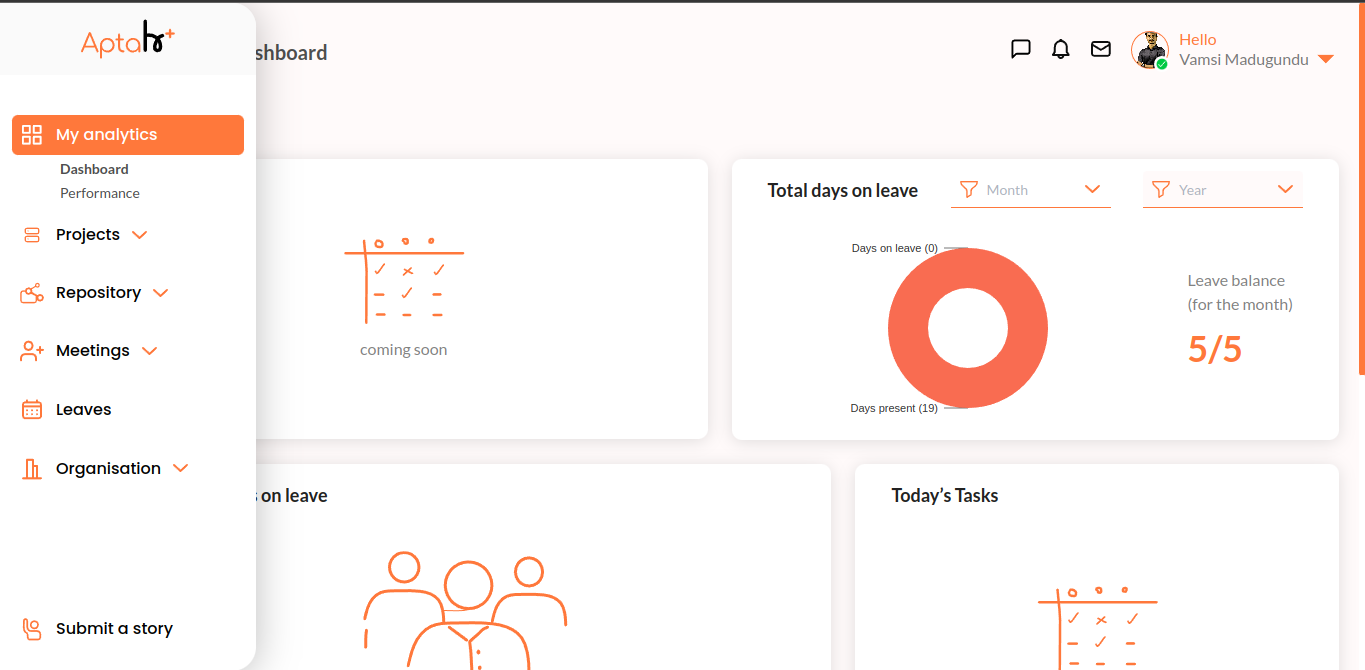 Aptahr+
shboard
Hello
Vamsi Madugundu
My analytics
Dashboard
Performance
Projects
Repository
Meetings
Leaves
Organisation
Submit a story
coming soon
Total days on leave
Month
Year
Days on leave (0)
Days present (19)
Leave balance
(for the month)
5/5
on leave
Today’s Tasks